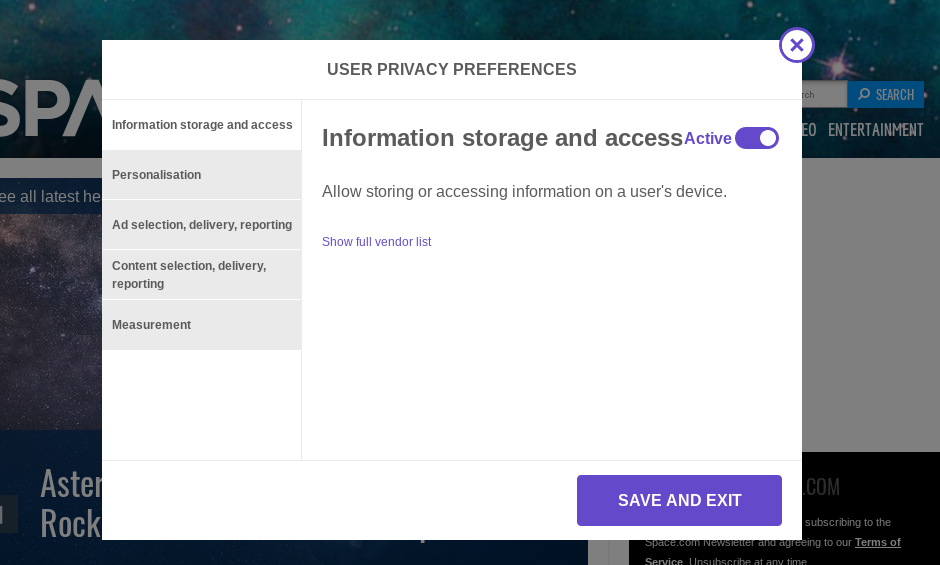 USER PRIVACY PREFERENCES
SPA
SEARCH
ENTERTAINMENT
Information storage and access
Personalisation
Ad selection, delivery, reporting
Content selection, delivery,
reporting
Measurement
Information storage and access
Active
Allow storing or accessing information on a user's device.
Show full vendor list
ee all latest he
Aster
Rock
SAVE AND EXIT
.COM
subscribing to the
Space.com Newsletter and agreeing to our Terms of
Service. Unsubscribe at any time.